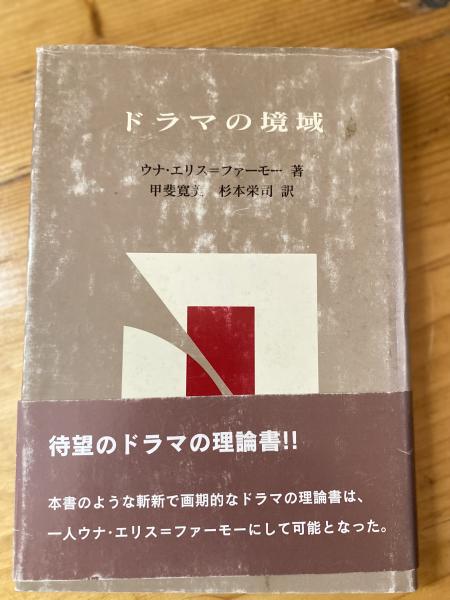 ドラマの境域
ウナ・エリス＝ファーモー 著
甲斐寛美 杉本栄司 訳
待望のドラマの理論書!!
本書のような斬新で画期的なドラマの理論書は、
一人ウナ・エリス＝ファーモーにして可能となった。